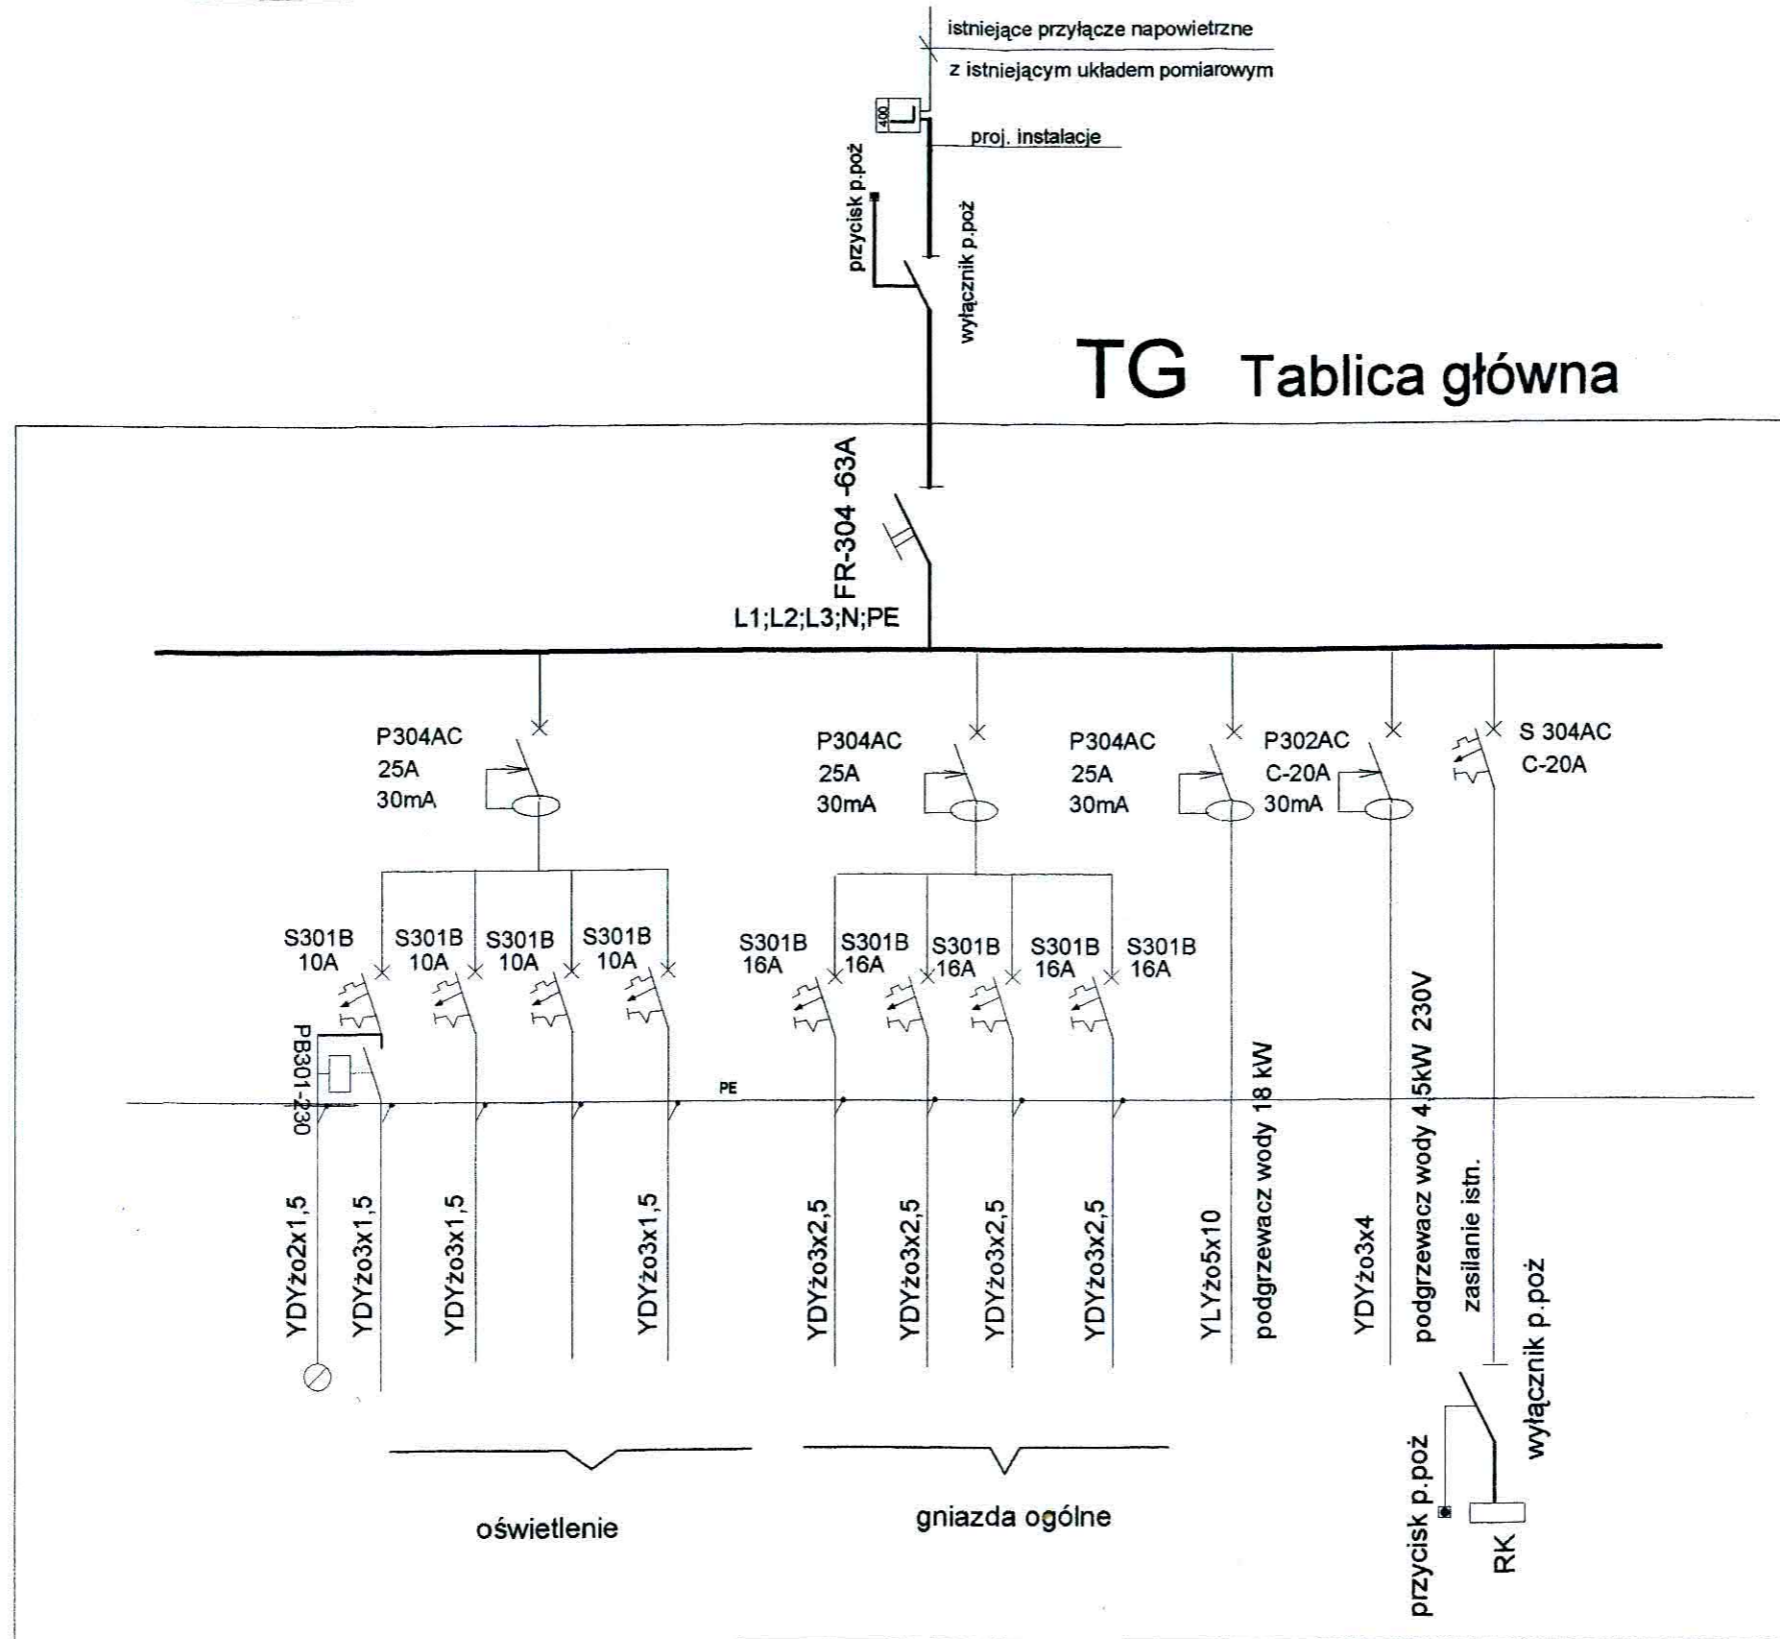 istniejące przyłącze napowietrzne
z istniejącym układem pomiarowym
400
L
proj. instalacje
przycisk p.poż
wyłącznik p.poż
TG Tablica główna
FR-304 -63A
L1;L2;L3;N;PE
P304AC
25A
30mA
P304AC
25A
30mA
P304AC
25A
30mA
P302AC
C-20A
30mA
S 304AC
C-20A
S301B
10A
S301B
10A
S301B
10A
S301B
10A
S301B
16A
S301B
16A
S301B
16A
S301B
16A
S301B
16A
PB301-230
PE
YDYżo2x1,5
YDYżo3x1,5
YDYżo3x1,5
YDYżo3x1,5
YDYżo3x2,5
YDYżo3x2,5
YDYżo3x2,5
YDYżo3x2,5
YLYżo5x10
podgrzewacz wody 18 kW
YDYżo3x4
podgrzewacz wody 4,5kW 230V
zasilanie istn.
wyłącznik p.poż
przycisk p.poż
RK
oświetlenie
gniazda ogólne